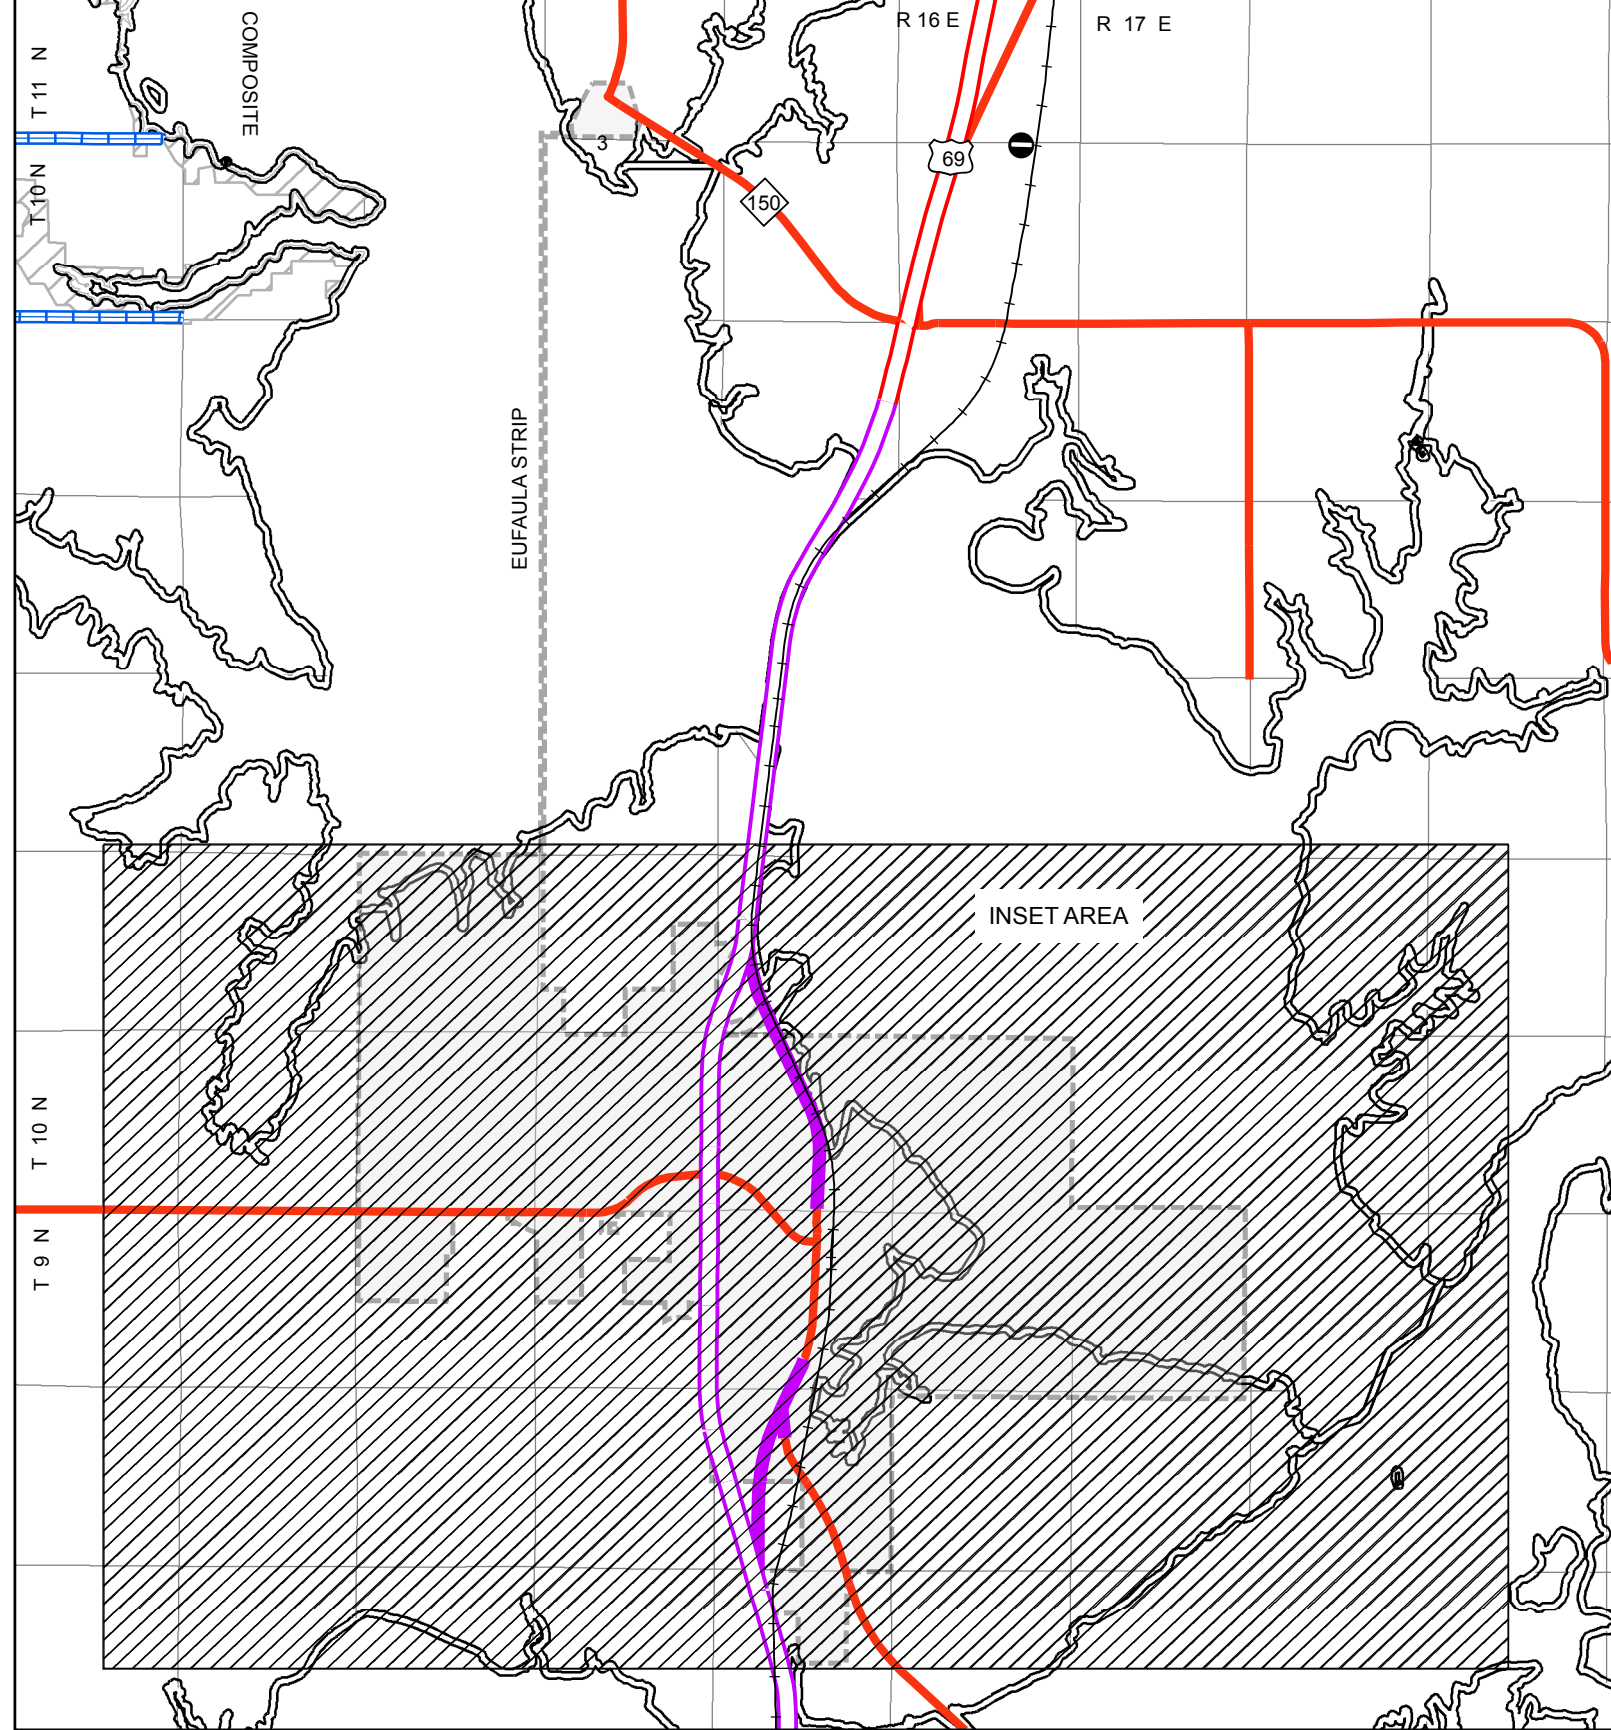 R 16 E
R 17 E
COMPOSITE
T 11 N
T 10 N
3
69
150
EUFAULA STRIP
INSET AREA
T 10 N
T 9 N